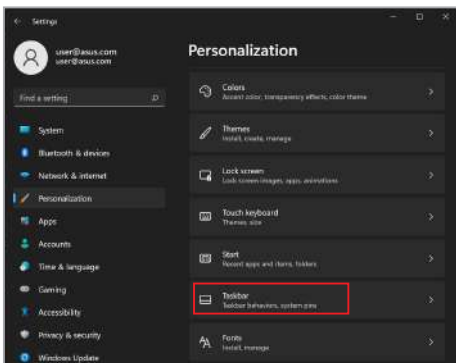 Settings
user@asus.com
user@asus.com
Find a setting
System
Bluetooth & devices
Network & internet
Personalization
Apps
Accounts
Time & language
Gaming
Accessibility
Privacy & security
Windows Update
Personalization
Colors
Accent color, transparency effects, color theme
Themes
Install, create, manage
Lock screen
Lock screen images, apps, animations
Touch keyboard
Themes, size
Start
Recent apps and items, folders
Taskbar
Taskbar behaviors, system pins
Fonts
Install, manage